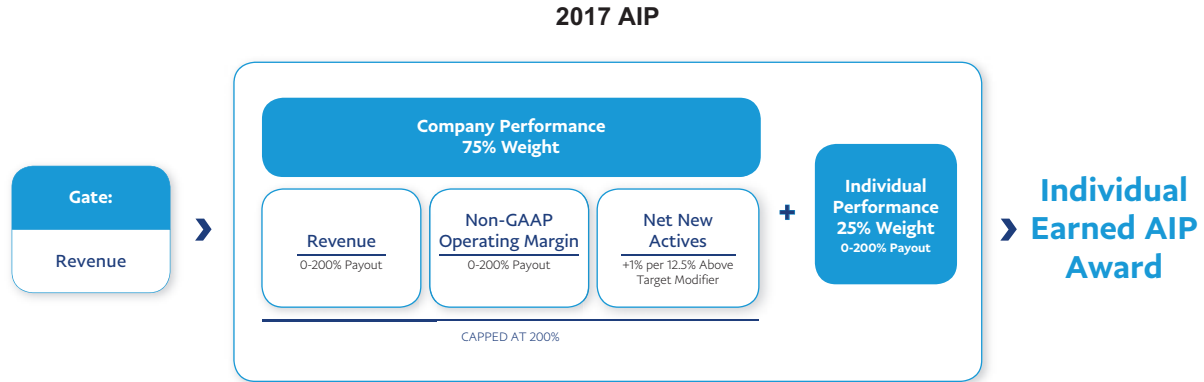 2017 AIP
Gate:
Revenue
Company Performance
75% Weight
Revenue
0-200% Payout
Non-GAAP
Operating Margin
0-200% Payout
Net New
Actives
+1% per 12.5% Above
Target Modifier
CAPPED AT 200%
+
Individual
Performance
25% Weight
0-200% Payout
Individual
Earned AIP
Award